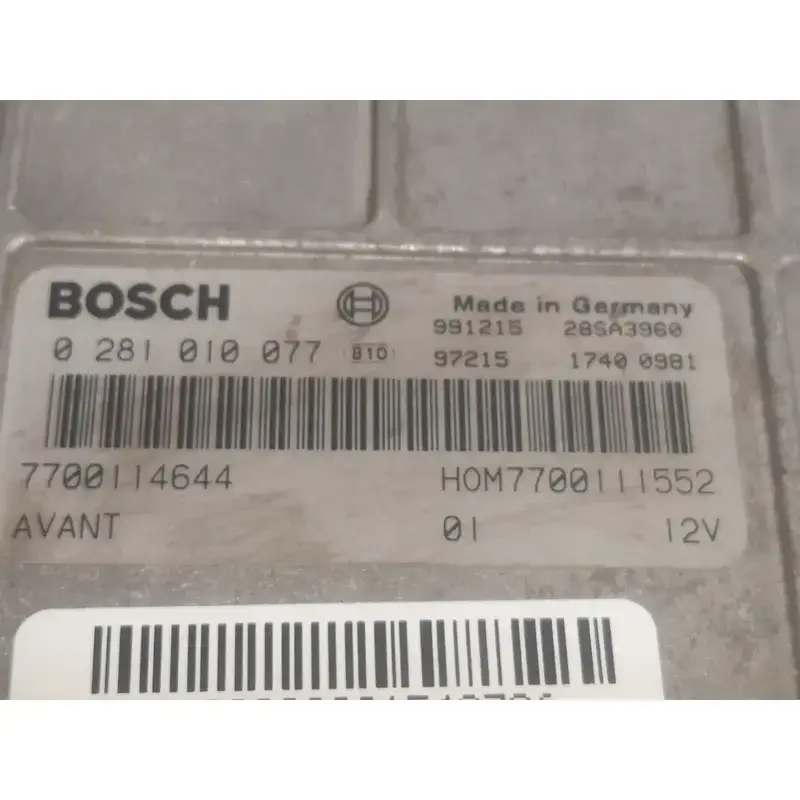 BOSCH
Made in Germany
991215 28SA3960
0 281 010 077 810 97215 1740 0981
7700114644 HOM7700111552
AVANT 01 12V